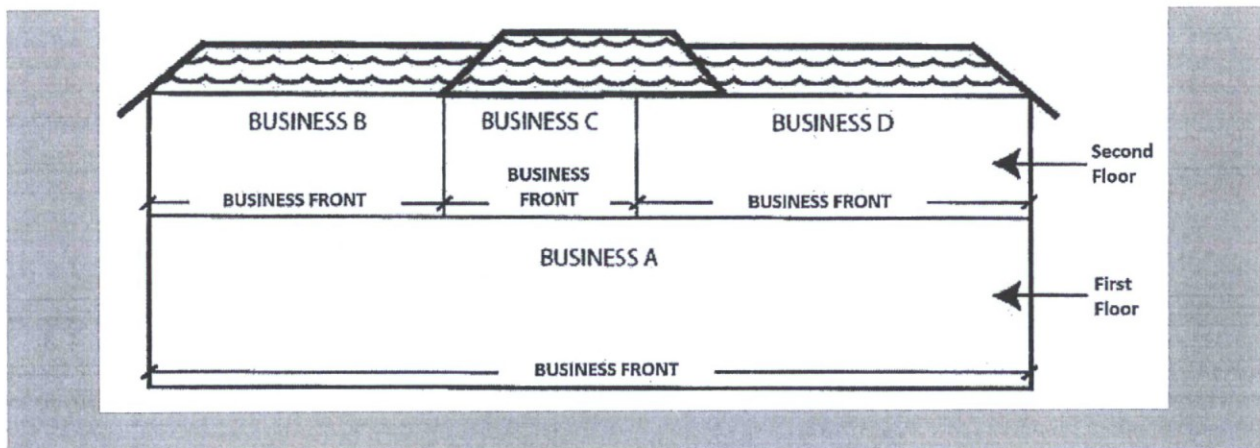 BUSINESS B
BUSINESS C
BUSINESS D
Second
Floor
BUSINESS FRONT
BUSINESS
FRONT
BUSINESS FRONT
BUSINESS A
First
Floor
BUSINESS FRONT